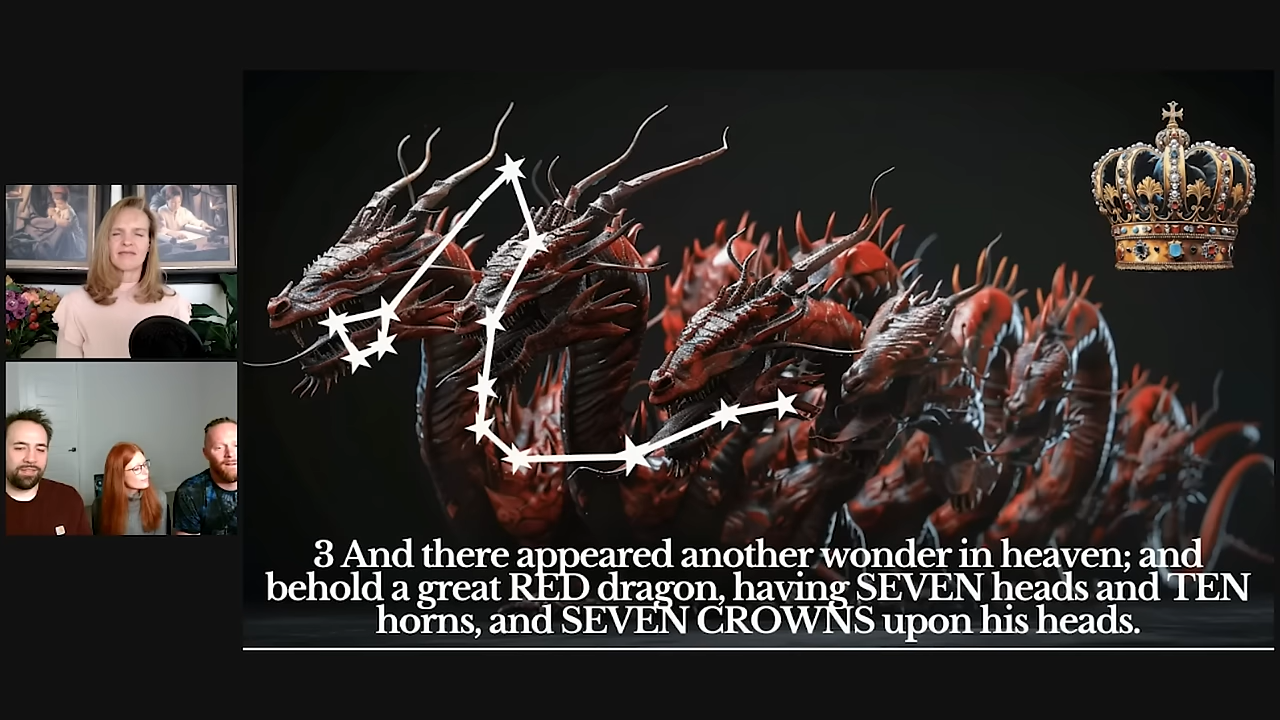 3 And there appeared another wonder in heaven; and
behold a great RED dragon, having SEVEN heads and TEN
horns, and SEVEN CROWNS upon his heads.